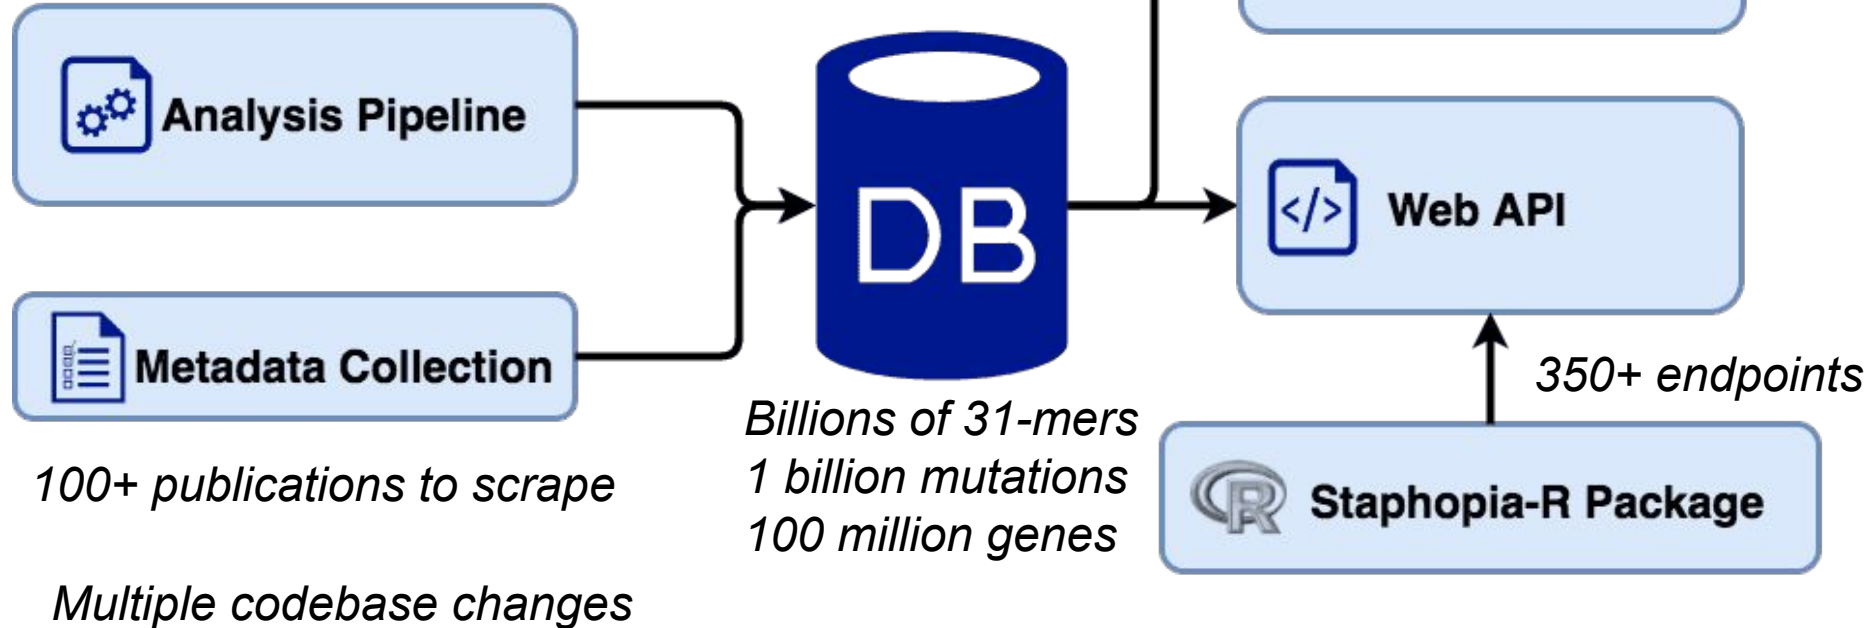 Analysis Pipeline
DB
</>
Web API
Metadata Collection
350+ endpoints
Billions of 31-mers
1 billion mutations
100 million genes
100+ publications to scrape
R
Staphopia-R Package
Multiple codebase changes